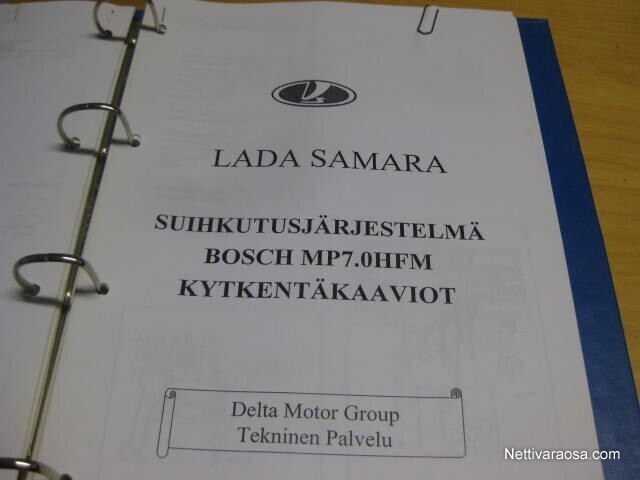 LADA SAMARA
SUIHKUTUSJÄRJESTELMÄ
BOSCH MP7.0HFM
KYTKENTÄKAAVIOT
Delta Motor Group
Tekninen Palvelu
Nettivaraosa.com